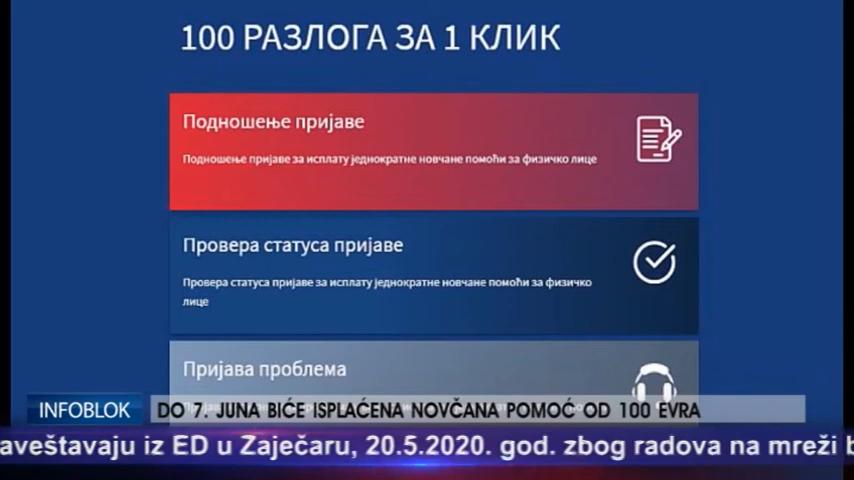 100 РАЗЛОГА ЗА 1 КЛИК
Подношење пријаве
Подношење пријаве за исплату једнократне новчане помоћи за физичко лице
Провера статуса пријаве
Провера статуса пријаве за исплату једнократне новчане помоћи за физичко
лице
Пријава проблема
INFOBLOK
DO 7. JUNA BIĆE ISPLAĆENA NOVČANA POMOĆ OD 100 EVRA
aveštavaju iz ED u Zaječaru, 20.5.2020. god. zbog radova na mreži b